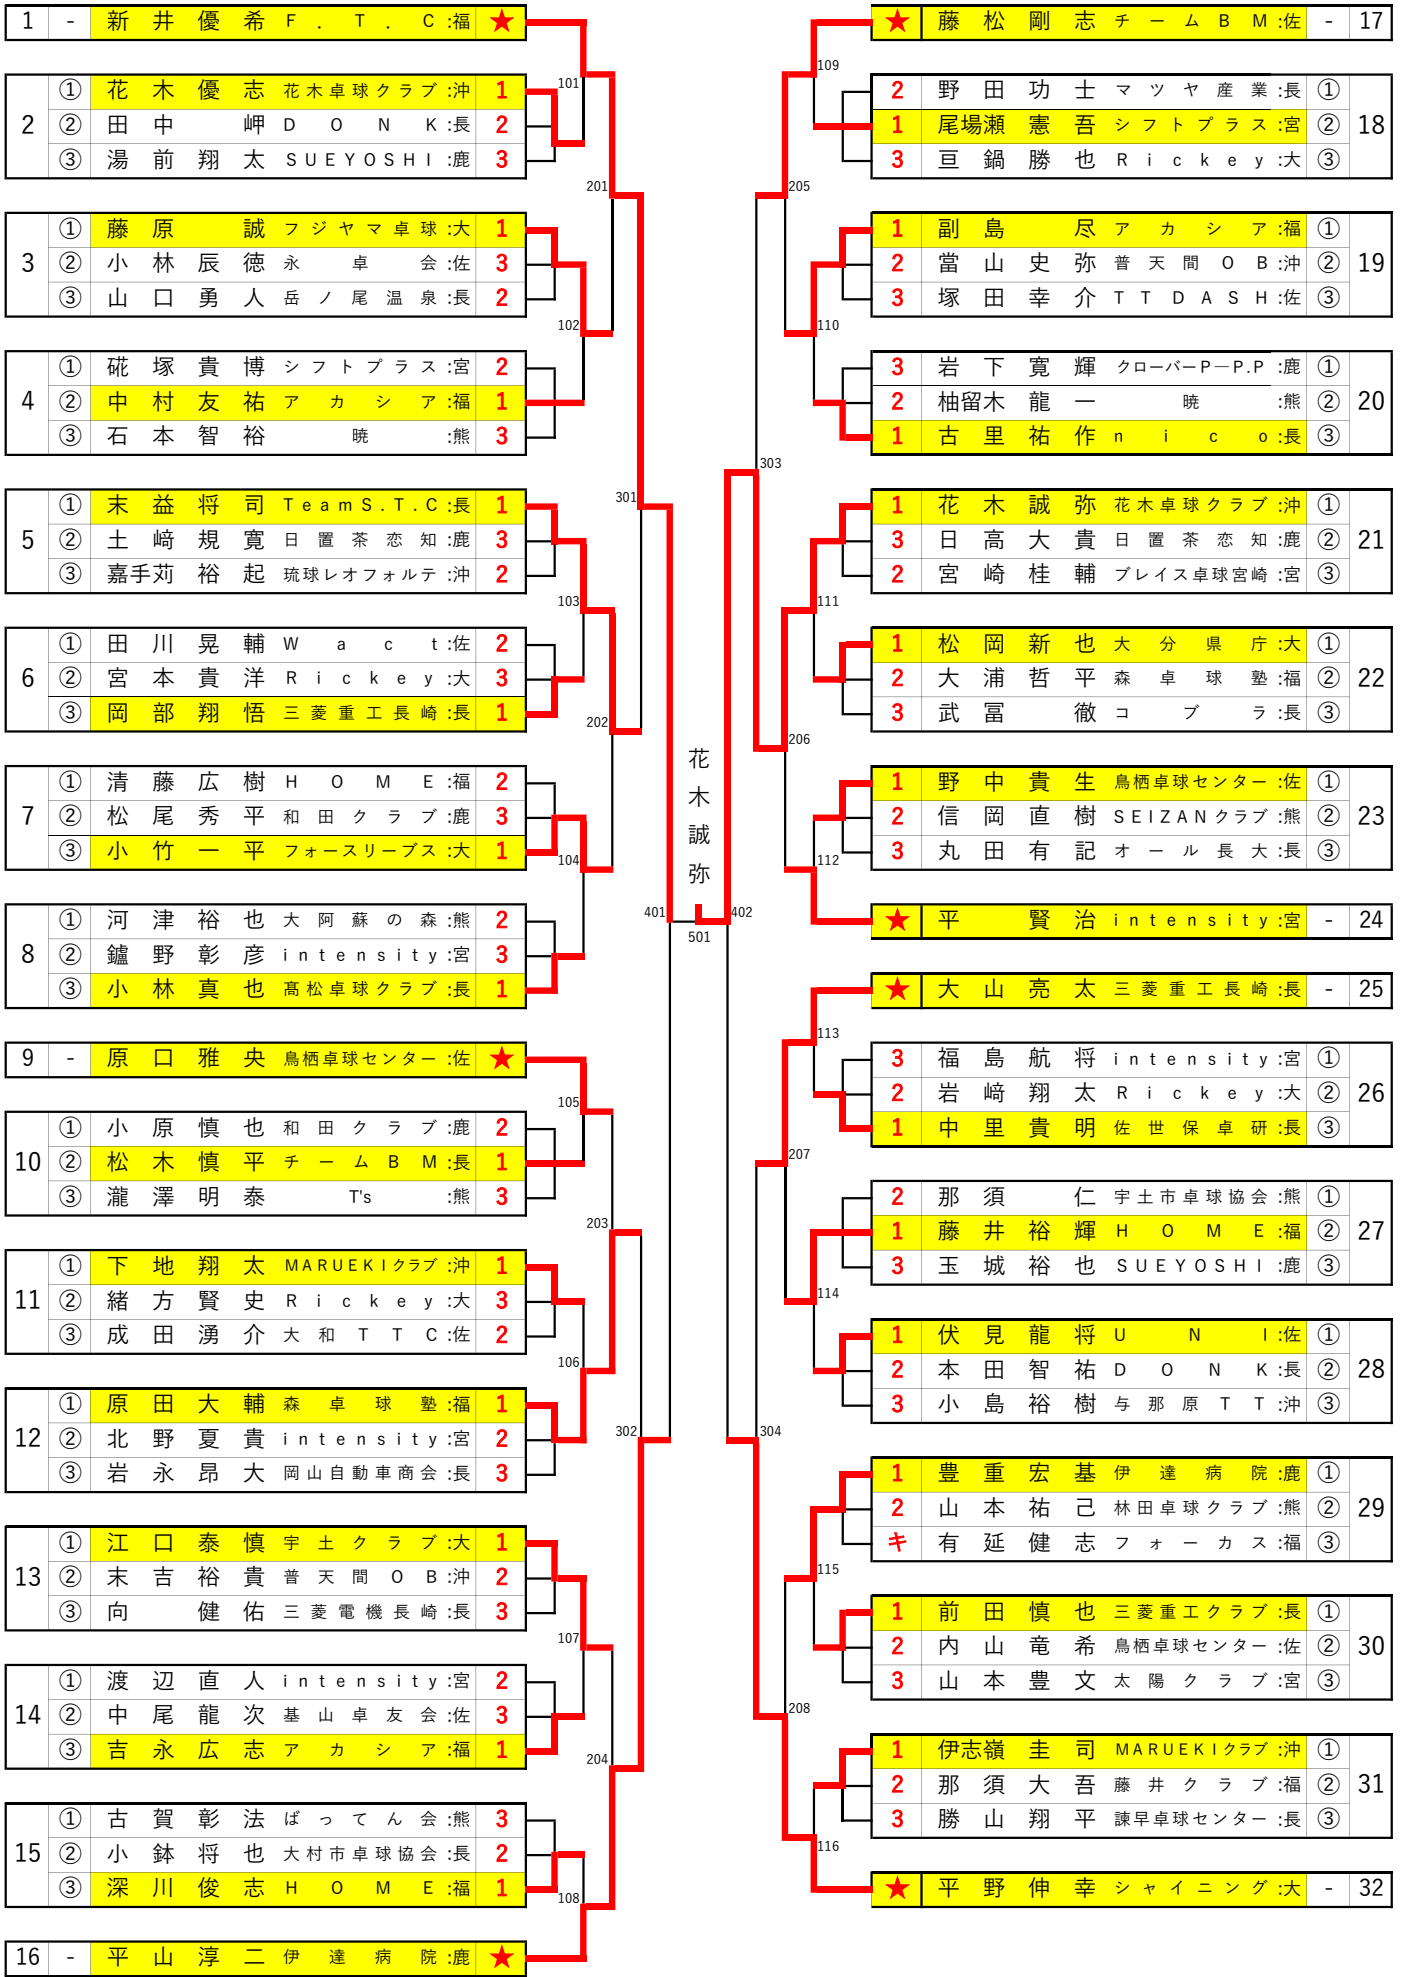 1 - 新井優希 F.T.C :福 ★
2 ① 花木優志 花木卓球クラブ :沖 1
② 田中 岬 DONK :長 2
③ 湯前翔太 SUEYOSHI :鹿 3
3 ① 藤原 誠 フジヤマ卓球 :大 1
② 小林辰徳 永卓会 :佐 3
③ 山口勇人 岳ノ尾温泉 :長 2
4 ① 硴塚貴博 シフトプラス :宮 2
② 中村友祐 アカシア :福 1
③ 石本智裕 暁 :熊 3
5 ① 末益将司 TeamS.T.C :長 1
② 土﨑規寛 日置茶恋知 :鹿 3
③ 嘉手苅裕起 琉球レオフォルテ :沖 2
6 ① 田川晃輔 Wact :佐 2
② 宮本貴洋 Rickey :大 3
③ 岡部翔悟 三菱重工長崎 :長 1
7 ① 清藤広樹 HOME :福 2
② 松尾秀平 和田クラブ :鹿 3
③ 小竹一平 フォースリーブス :大 1
8 ① 河津裕也 大阿蘇の森 :熊 2
② 鑪野彰彦 intensity :宮 3
③ 小林真也 髙松卓球クラブ :長 1
9 - 原口雅央 鳥栖卓球センター :佐 ★
10 ① 小原慎也 和田クラブ :鹿 2
② 松木慎平 チームBM :長 1
③ 瀧澤明泰 T's :熊 3
11 ① 下地翔太 MARUEKIクラブ :沖 1
② 緒方賢史 Rickey :大 3
③ 成田湧介 大和TTC :佐 2
12 ① 原田大輔 森卓球塾 :福 1
② 北野夏貴 intensity :宮 2
③ 岩永昂大 岡山自動車商会 :長 3
13 ① 江口泰慎 宇土クラブ :大 1
② 末吉裕貴 普天間OB :沖 2
③ 向 健佑 三菱電機長崎 :長 3
14 ① 渡辺直人 intensity :宮 2
② 中尾龍次 基山卓友会 :佐 3
③ 吉永広志 アカシア :福 1
15 ① 古賀彰法 ばってん会 :熊 3
② 小鉢将也 大村市卓球協会 :長 2
③ 深川俊志 HOME :福 1
16 - 平山淳二 伊達病院 :鹿 ★
101
102
103
104
105
106
107
108
201
202
203
204
301
302
401
花木誠弥
501
402
303
304
205
206
207
208
109
110
111
112
113
114
115
116
★ 藤松剛志 チームBM :佐 - 17
2 野田功士 マツヤ産業 :長 ① 18
1 尾場瀬憲吾 シフトプラス :宮 ②
3 亘鍋勝也 Rickey :大 ③
1 副島 尽 アカシア :福 ① 19
2 當山史弥 普天間OB :沖 ②
3 塚田幸介 TTDASH :佐 ③
3 岩下寛輝 クローバーP―P.P :鹿 ① 20
2 柚留木龍一 暁 :熊 ②
1 古里祐作 nico :長 ③
1 花木誠弥 花木卓球クラブ :沖 ① 21
3 日高大貴 日置茶恋知 :鹿 ②
2 宮崎桂輔 ブレイス卓球宮崎 :宮 ③
1 松岡新也 大分県庁 :大 ① 22
2 大浦哲平 森卓球塾 :福 ②
3 武冨 徹 コブラ :長 ③
1 野中貴生 鳥栖卓球センター :佐 ① 23
2 信岡直樹 SEIZANクラブ :熊 ②
3 丸田有記 オール長大 :長 ③
★ 平 賢治 intensity :宮 - 24
★ 大山亮太 三菱重工長崎 :長 - 25
3 福島航将 intensity :宮 ① 26
2 岩﨑翔太 Rickey :大 ②
1 中里貴明 佐世保卓研 :長 ③
2 那須 仁 宇土市卓球協会 :熊 ① 27
1 藤井裕輝 HOME :福 ②
3 玉城裕也 SUEYOSHI :鹿 ③
1 伏見龍将 UNI :佐 ① 28
2 本田智祐 DONK :長 ②
3 小島裕樹 与那原TT :沖 ③
1 豊重宏基 伊達病院 :鹿 ① 29
2 山本祐己 林田卓球クラブ :熊 ②
キ 有延健志 フォーカス :福 ③
1 前田慎也 三菱重工クラブ :長 ① 30
2 内山竜希 鳥栖卓球センター :佐 ②
3 山本豊文 太陽クラブ :宮 ③
1 伊志嶺圭司 MARUEKIクラブ :沖 ① 31
2 那須大吾 藤井クラブ :福 ②
3 勝山翔平 諫早卓球センター :長 ③
★ 平野伸幸 シャイニング :大 - 32